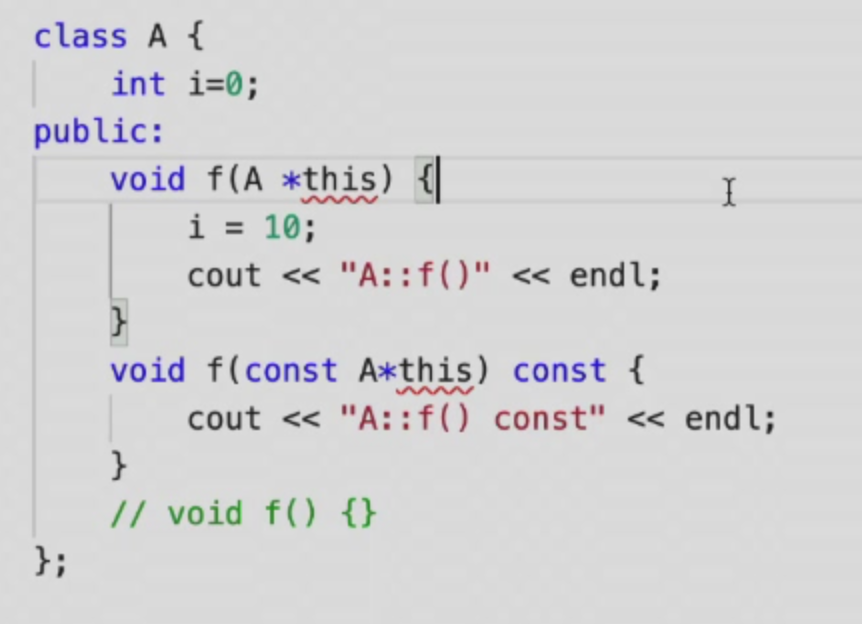 class A {
    int i=0;
public:
    void f(A *this) {
        i = 10;
        cout << "A::f()" << endl;
    }
    void f(const A*this) const {
        cout << "A::f() const" << endl;
    }
    // void f() {}
};